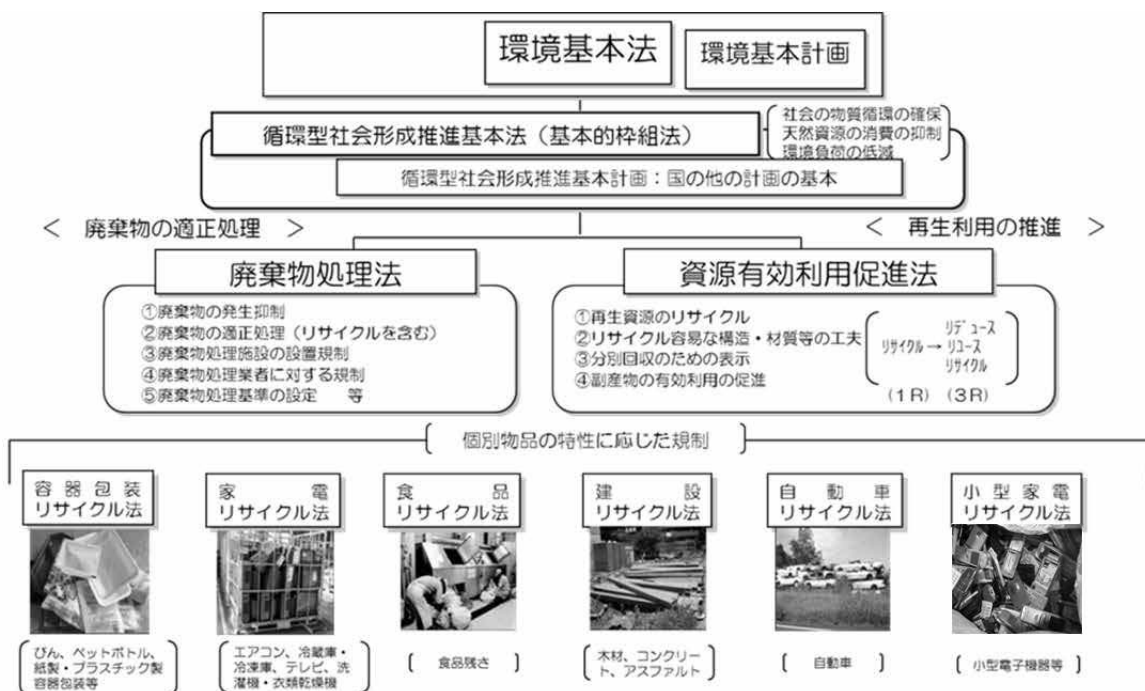 環境基本法
環境基本計画
循環型社会形成推進基本法（基本的枠組法）
社会の物質循環の確保
天然資源の消費の抑制
環境負荷の低減
循環型社会形成推進基本計画：国の他の計画の基本
＜ 廃棄物の適正処理 ＞
＜ 再生利用の推進 ＞
廃棄物処理法
①廃棄物の発生抑制
②廃棄物の適正処理（リサイクルを含む）
③廃棄物処理施設の設置規制
④廃棄物処理業者に対する規制
⑤廃棄物処理基準の設定　等
資源有効利用促進法
①再生資源のリサイクル
②リサイクル容易な構造・材質等の工夫
③分別回収のための表示
④副産物の有効利用の促進
リサイクル→
リデュース
リユース
リサイクル
（1R）（3R）
個別物品の特性に応じた規制
容器包装
リサイクル法
びん、ペットボトル、
紙製・プラスチック製
容器包装等
家電
リサイクル法
エアコン、冷蔵庫・
冷凍庫、テレビ、洗
濯機・衣類乾燥機
食品
リサイクル法
食品残さ
建設
リサイクル法
木材、コンクリー
ト、アスファルト
自動車
リサイクル法
自動車
小型家電
リサイクル法
小型電子機器等